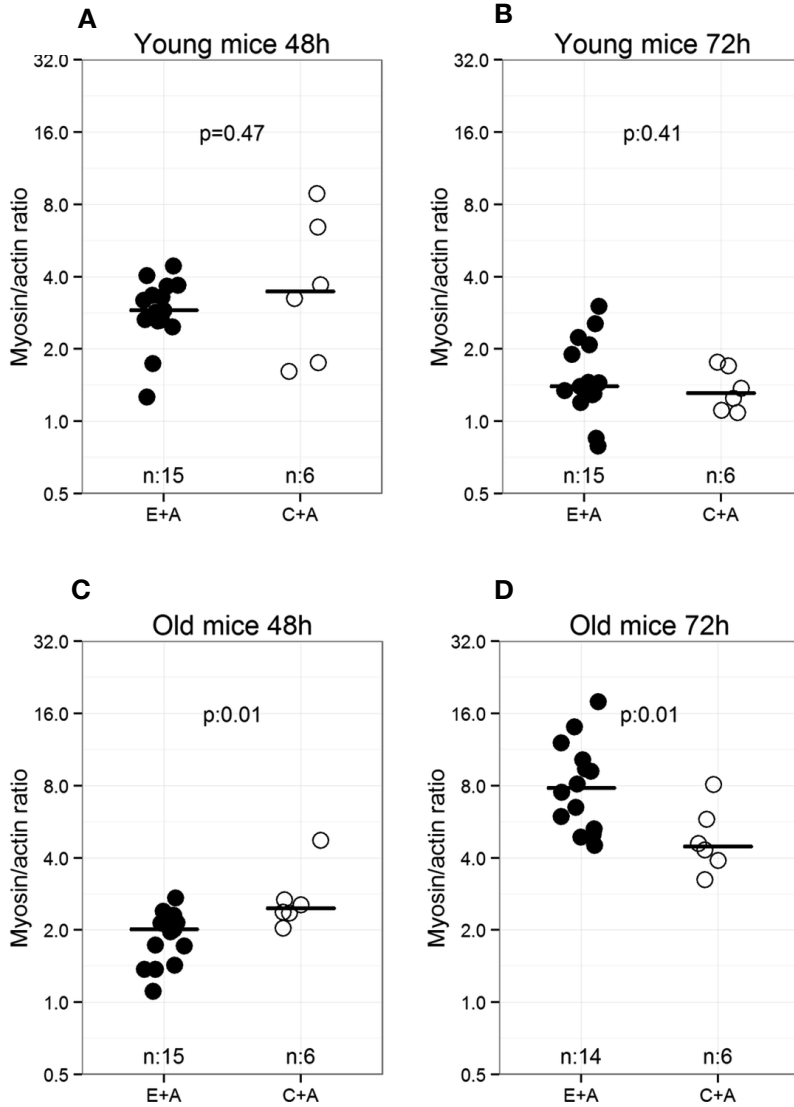 A
Young mice 48h
Myosin/actin ratio
32.0
16.0
8.0
4.0
2.0
1.0
0.5
p=0.47
n:15
n:6
E+A
C+A
B
Young mice 72h
Myosin/actin ratio
32.0
16.0
8.0
4.0
2.0
1.0
0.5
p:0.41
n:15
n:6
E+A
C+A
C
Old mice 48h
Myosin/actin ratio
32.0
16.0
8.0
4.0
2.0
1.0
0.5
p:0.01
n:15
n:6
E+A
C+A
D
Old mice 72h
Myosin/actin ratio
32.0
16.0
8.0
4.0
2.0
1.0
0.5
p:0.01
n:14
n:6
E+A
C+A